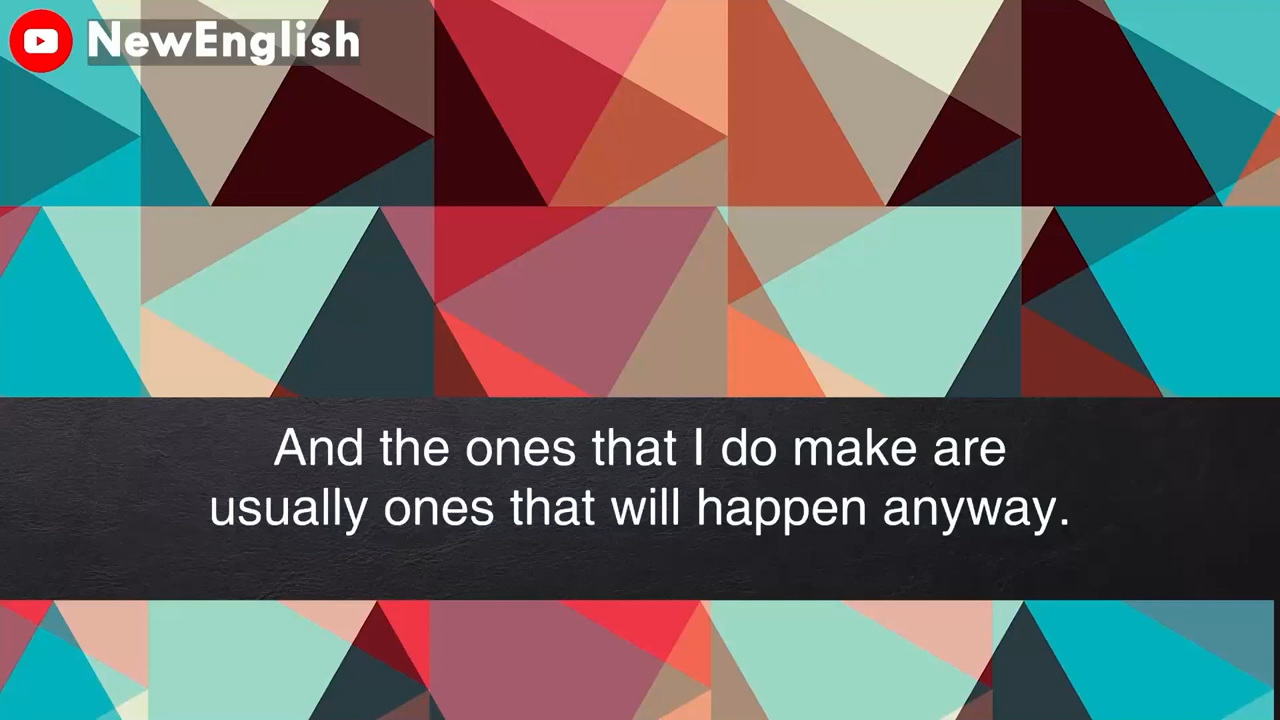 NewEnglish
And the ones that I do make are
usually ones that will happen anyway.